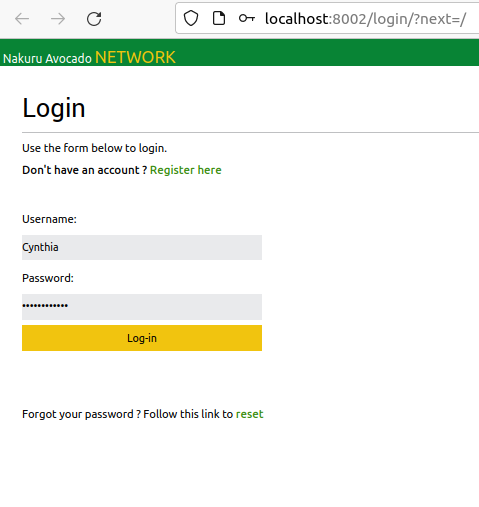 localhost:8002/login/?next=/
Nakuru Avocado NETWORK
Login
Use the form below to login.
Don't have an account ? Register here
Username:
Cynthia
Password:
••••••••••••
Log-in
Forgot your password ? Follow this link to reset